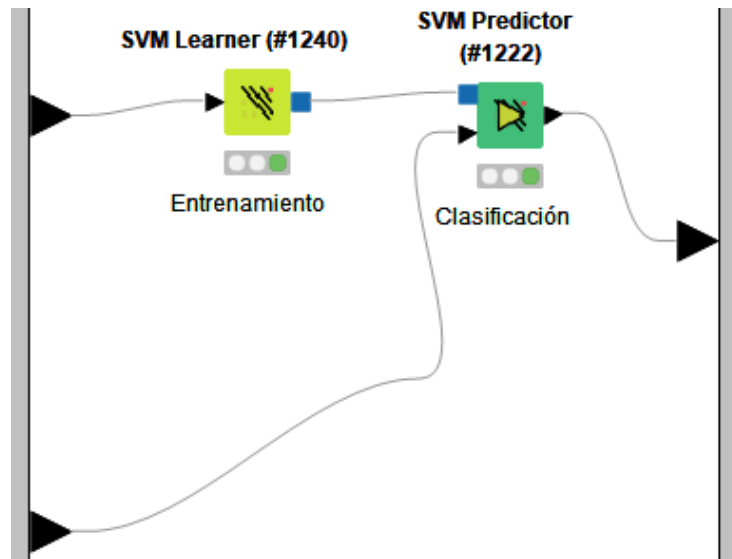 SVM Learner (#1240)
SVM Predictor
(#1222)
Entrenamiento
Clasificación